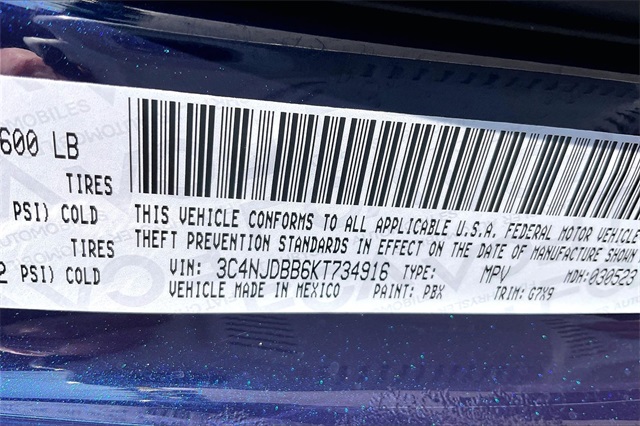 600 LB
TIRES
PSI) COLD
TIRES
2 PSI) COLD
THIS VEHICLE CONFORMS TO ALL APPLICABLE U.S.A. FEDERAL MOTOR VEHICLE
THEFT PREVENTION STANDARDS IN EFFECT ON THE DATE OF MANUFACTURE SHOWN
VIN: 3C4NJDBB6KT734916 TYPE: MPV MDH:030523
VEHICLE MADE IN MEXICO PAINT: PBX TRIM: G7X9